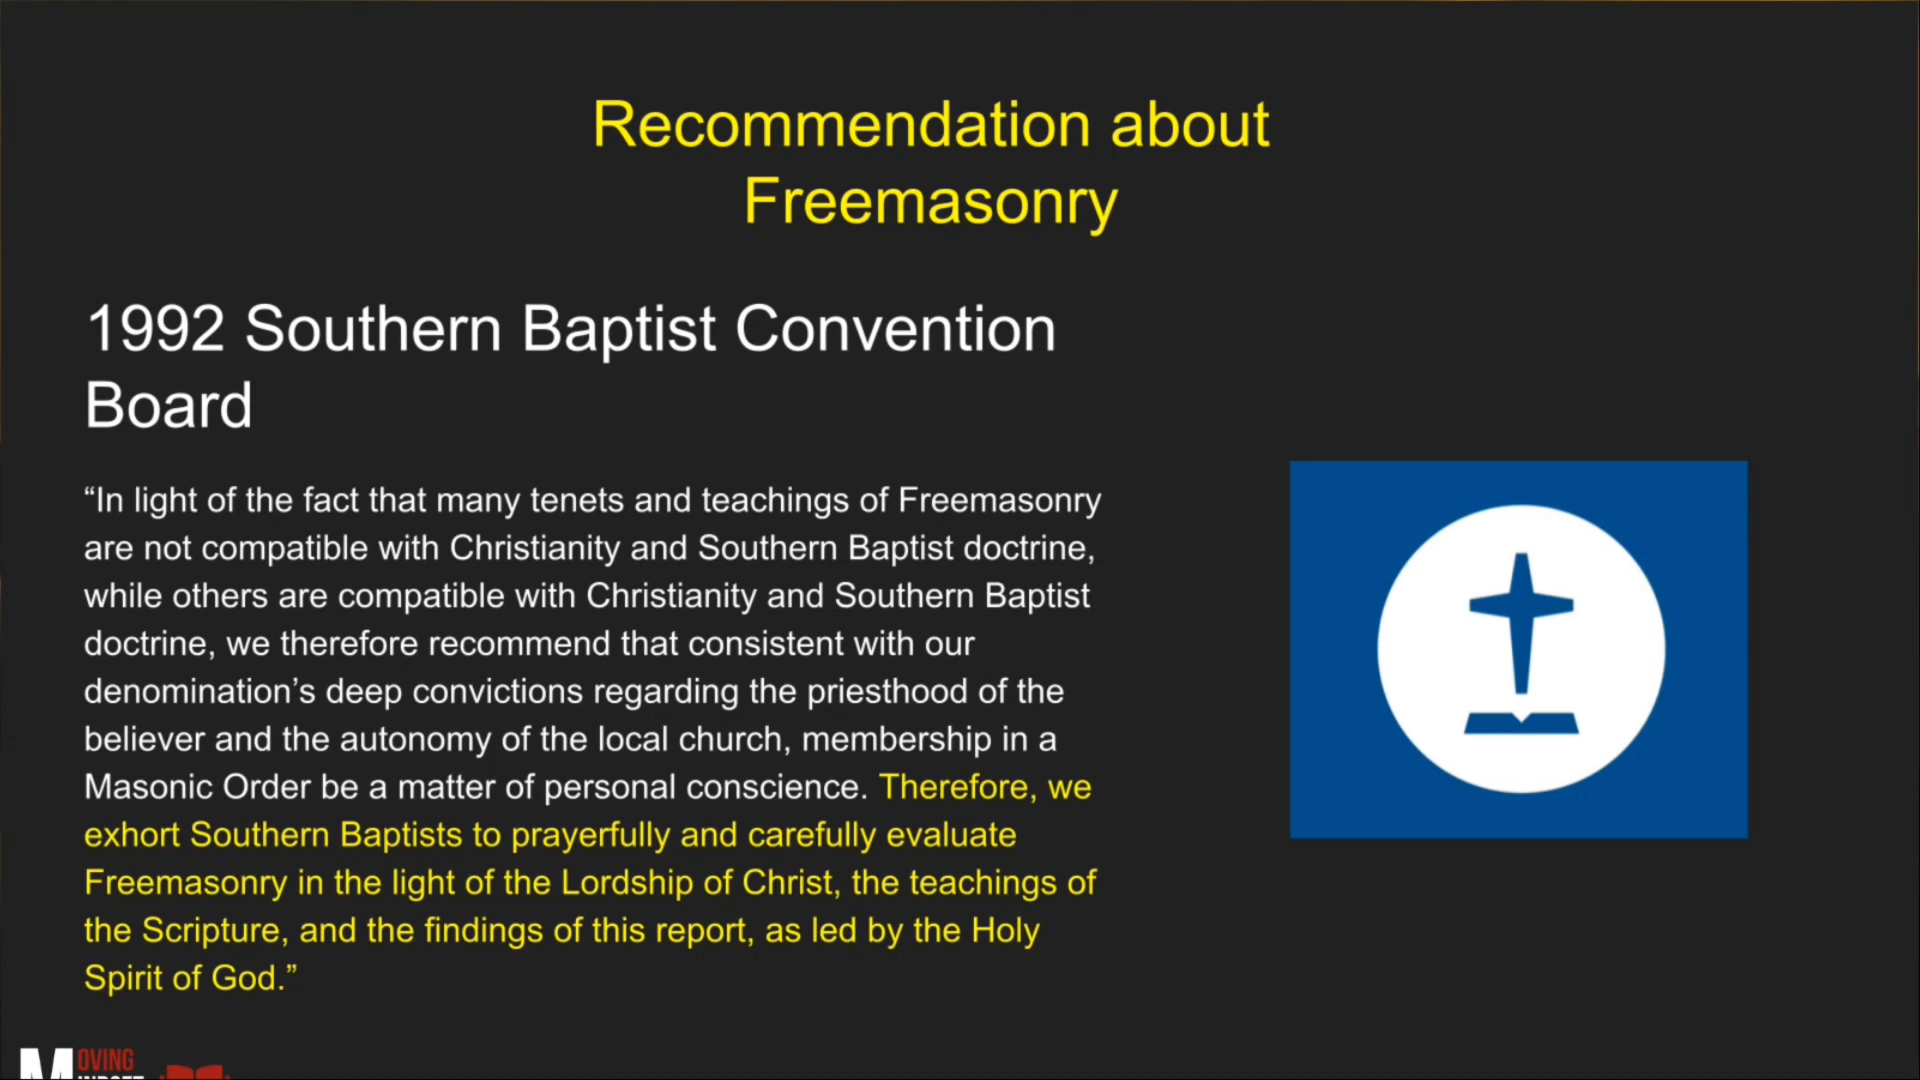 Recommendation about
Freemasonry
1992 Southern Baptist Convention
Board
“In light of the fact that many tenets and teachings of Freemasonry
are not compatible with Christianity and Southern Baptist doctrine,
while others are compatible with Christianity and Southern Baptist
doctrine, we therefore recommend that consistent with our
denomination’s deep convictions regarding the priesthood of the
believer and the autonomy of the local church, membership in a
Masonic Order be a matter of personal conscience. Therefore, we
exhort Southern Baptists to prayerfully and carefully evaluate
Freemasonry in the light of the Lordship of Christ, the teachings of
the Scripture, and the findings of this report, as led by the Holy
Spirit of God.”
MOVING